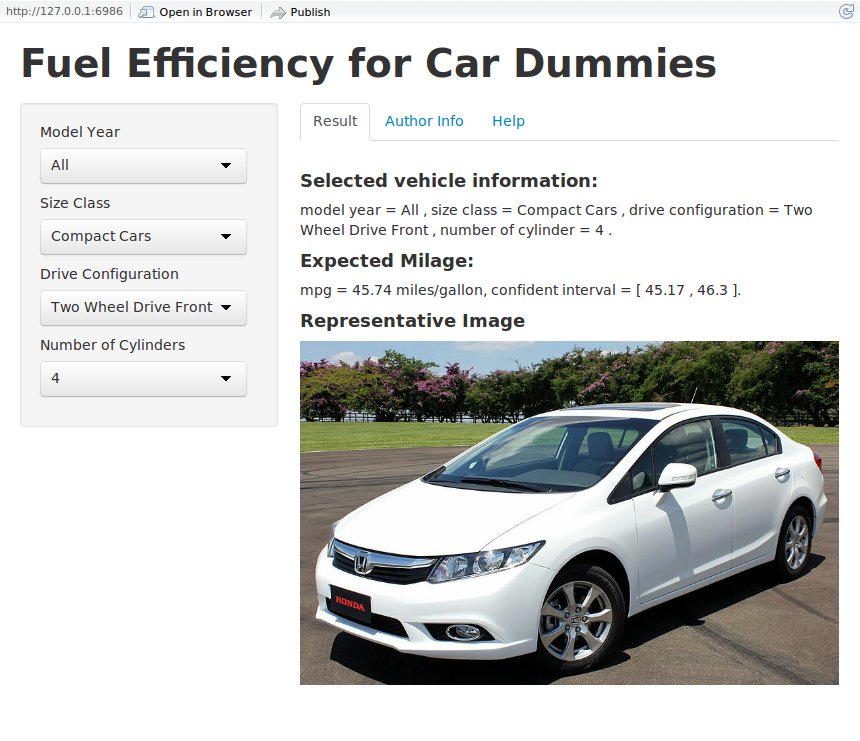 http://127.0.0.1:6986 Open in Browser Publish
Fuel Efficiency for Car Dummies
Model Year
All
Size Class
Compact Cars
Drive Configuration
Two Wheel Drive Front
Number of Cylinders
4
Result Author Info Help
Selected vehicle information:
model year = All , size class = Compact Cars , drive configuration = Two
Wheel Drive Front , number of cylinder = 4 .
Expected Milage:
mpg = 45.74 miles/gallon, confident interval = [ 45.17 , 46.3 ].
Representative Image
HONDA